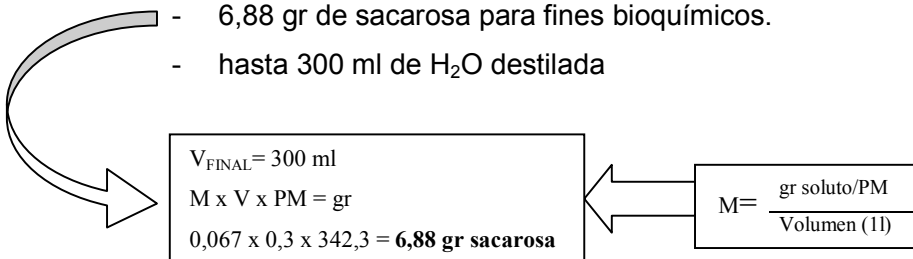 - 6,88 gr de sacarosa para fines bioquímicos.
- hasta 300 ml de H₂O destilada
V_FINAL= 300 ml
M x V x PM = gr
0,067 x 0,3 x 342,3 = 6,88 gr sacarosa
M= gr soluto/PM
Volumen (1l)